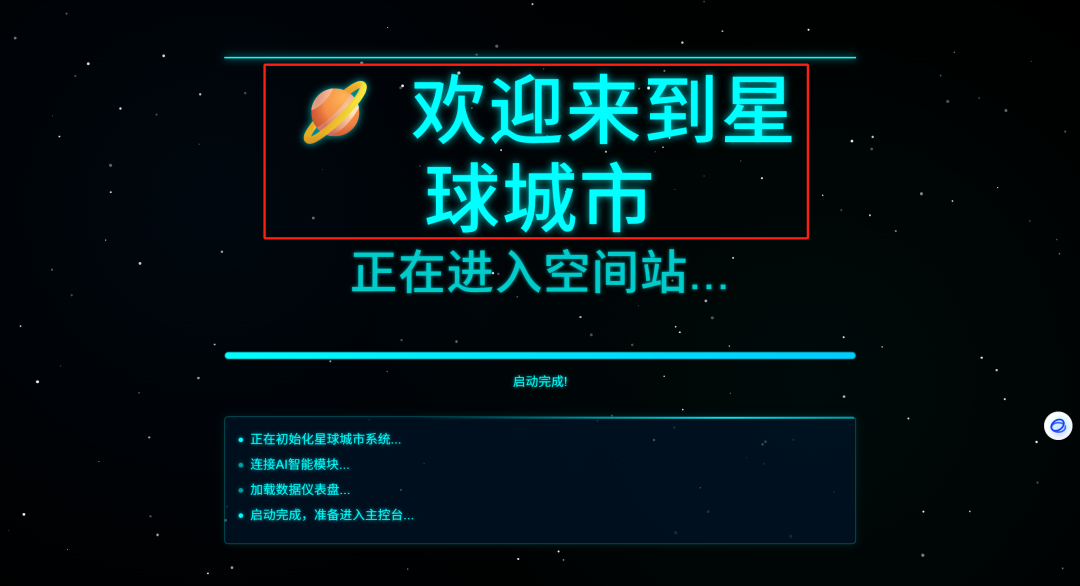 🪐 欢迎来到星
球城市
正在进入空间站...
启动完成!
正在初始化星球城市系统...
连接AI智能模块...
加载数据仪表盘...
启动完成，准备进入主控台...